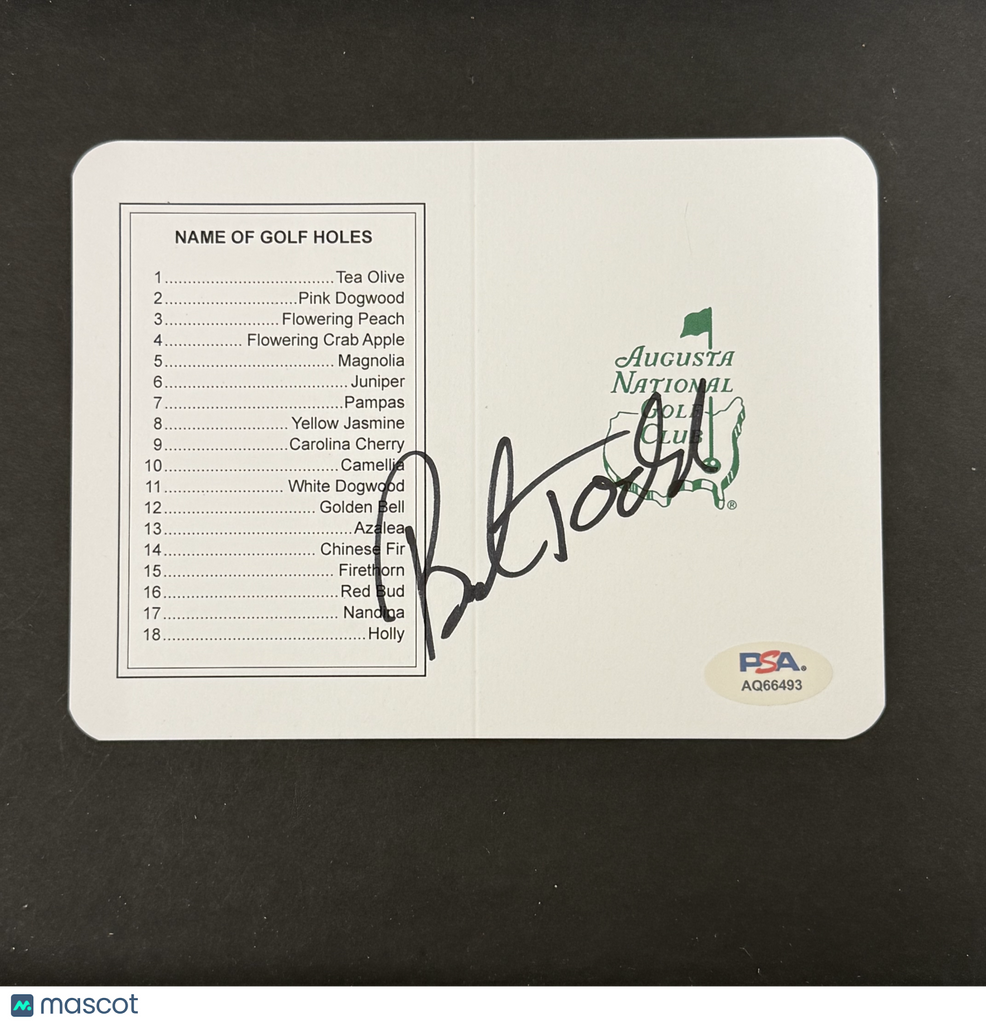 NAME OF GOLF HOLES
1..........................................Tea Olive
2.................................Pink Dogwood
3............................Flowering Peach
4................... Flowering Crab Apple
5.......................................... Magnolia
6.............................................Juniper
7............................................Pampas
8.............................. Yellow Jasmine
9...............................Carolina Cherry
10...........................................Camellia
11.............................. White Dogwood
12...................................... Golden Bell
13...............................................Azalea
14...................................... Chinese Fir
15.......................................... Firethorn
16............................................Red Bud
17........................................... Nandina
18..................................................Holly
AUGUSTA
NATIONAL
GOLF
CLUB
®
Brendon Todd
PSA.
AQ66493
mascot